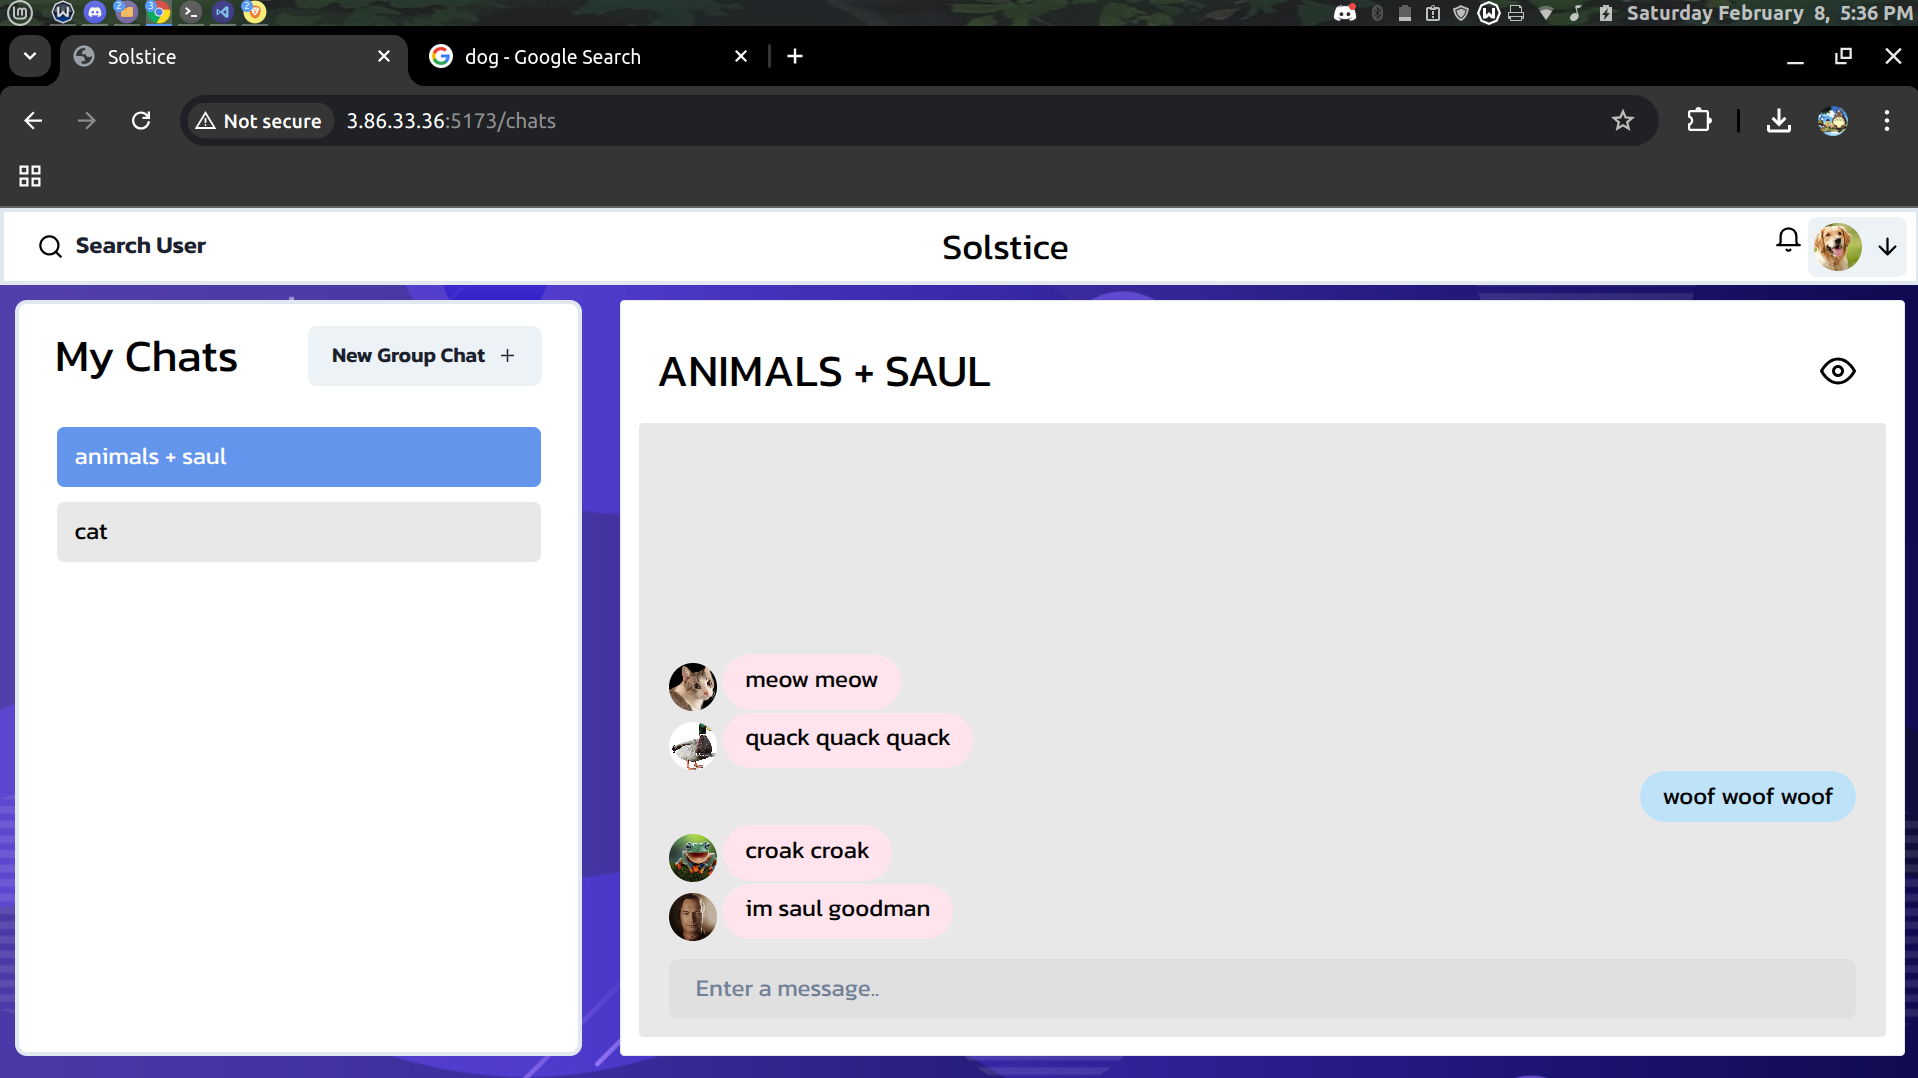 Saturday February 8, 5:36 PM
Solstice
dog - Google Search
Not secure
3.86.33.36:5173/chats
Search User
Solstice
My Chats
New Group Chat +
animals + saul
cat
ANIMALS + SAUL
meow meow
quack quack quack
woof woof woof
croak croak
im saul goodman
Enter a message..